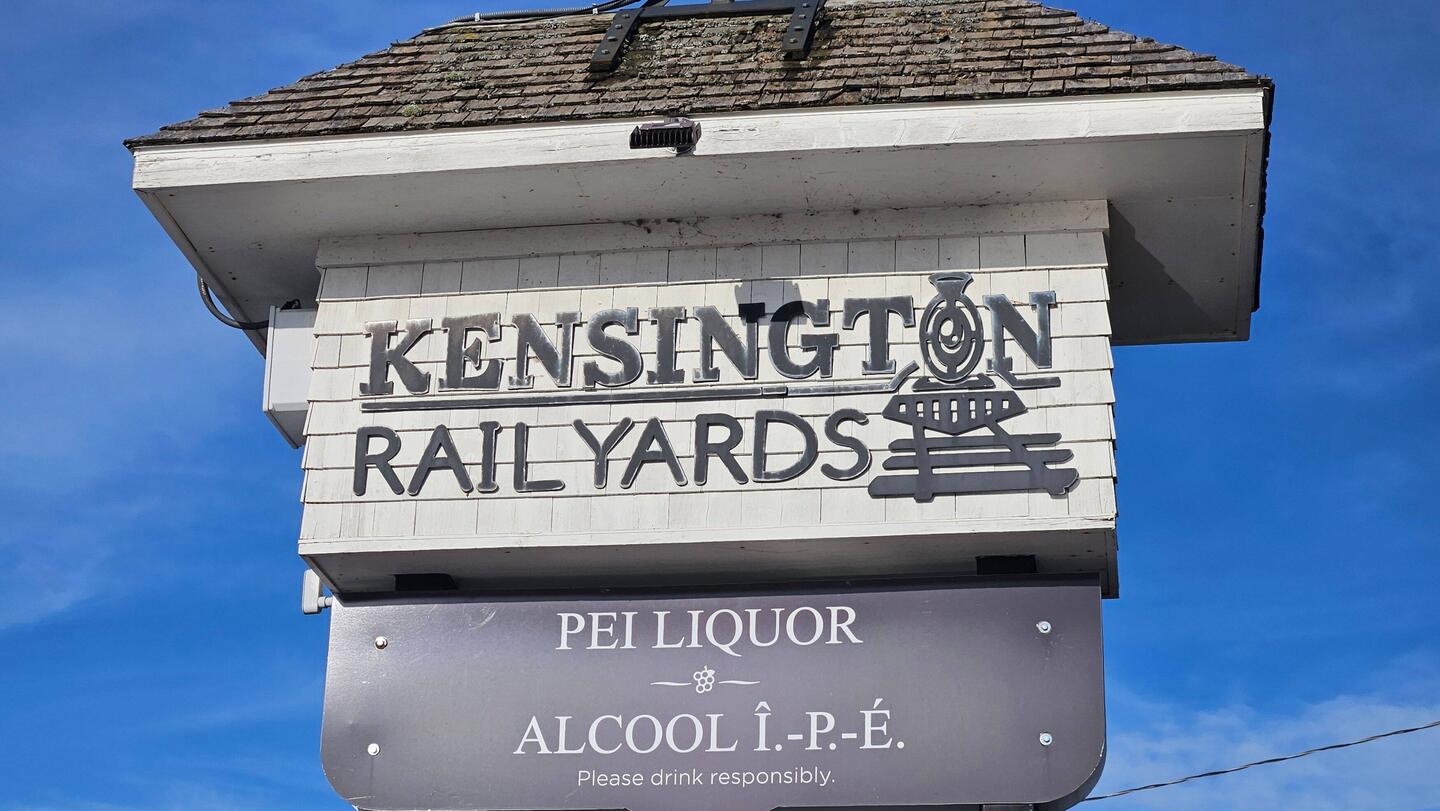 KENSINGTON
RAILYARDS
PEI LIQUOR
ALCOOL Î.-P.-É.
Please drink responsibly.